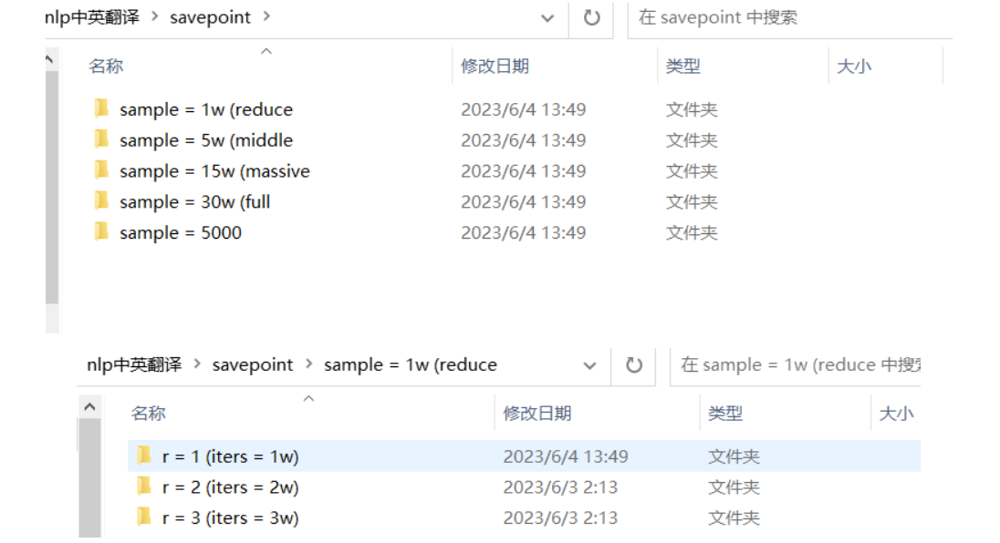 nlp中英翻译 > savepoint >
在 savepoint 中搜索
名称 修改日期 类型 大小
sample = 1w (reduce 2023/6/4 13:49 文件夹
sample = 5w (middle 2023/6/4 13:49 文件夹
sample = 15w (massive 2023/6/4 13:49 文件夹
sample = 30w (full 2023/6/4 13:49 文件夹
sample = 5000 2023/6/4 13:49 文件夹
nlp中英翻译 > savepoint > sample = 1w (reduce
在 sample = 1w (reduce 中搜
名称 修改日期 类型 大小
r = 1 (iters = 1w) 2023/6/4 13:49 文件夹
r = 2 (iters = 2w) 2023/6/3 2:13 文件夹
r = 3 (iters = 3w) 2023/6/3 2:13 文件夹